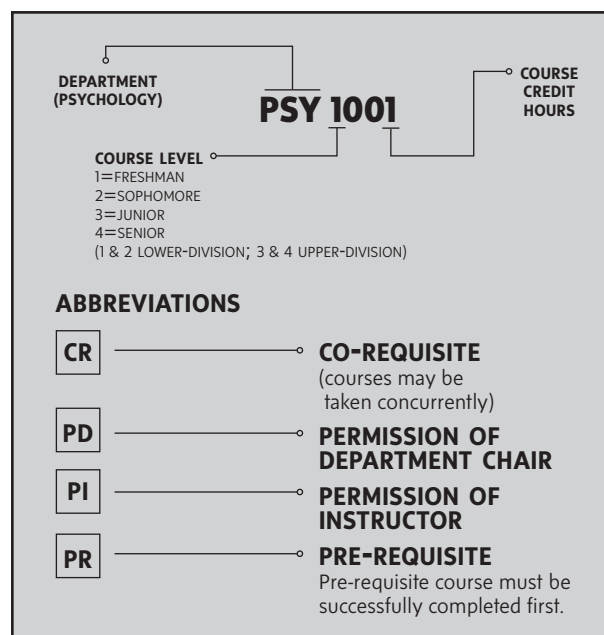 DEPARTMENT
(PSYCHOLOGY)
PSY 1001
COURSE
CREDIT
HOURS
COURSE LEVEL
1=FRESHMAN
2=SOPHOMORE
3=JUNIOR
4=SENIOR
(1 & 2 LOWER-DIVISION; 3 & 4 UPPER-DIVISION)
ABBREVIATIONS
CR
CO-REQUISITE
(courses may be
taken concurrently)
PD
PERMISSION OF
DEPARTMENT CHAIR
PI
PERMISSION OF
INSTRUCTOR
PR
PRE-REQUISITE
Pre-requisite course must be
successfully completed first.